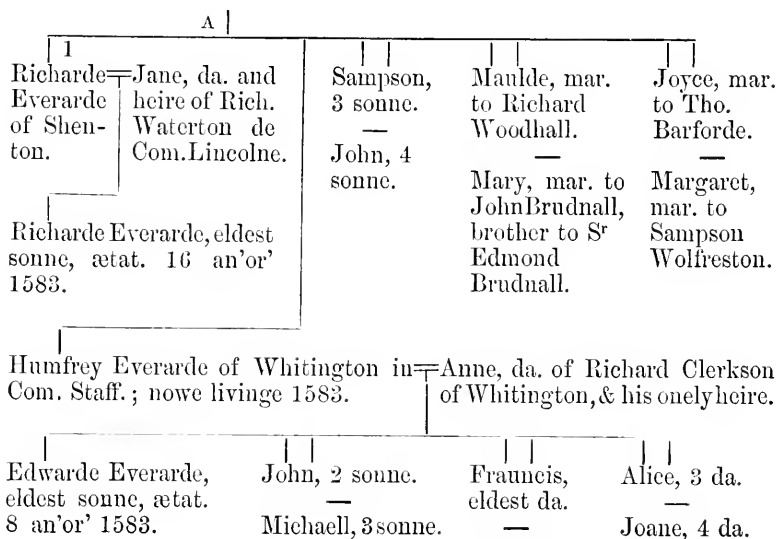 A
1
Richarde Everarde of Shen-
ton.
Jane, da. and
heire of Rich.
Waterton de
Com. Lincolne.
Sampson,
3 sonne.
—
John, 4
sonne.
Maulde, mar.
to Richard
Woodhall.
—
Mary, mar. to
John Brudnall,
brother to Sʳ
Edmond
Brudnall.
Joyce, mar.
to Tho.
Barforde.
—
Margaret,
mar. to
Sampson
Wolfreston.
Richarde Everarde, eldest
sonne, ætat. 16 an'or'
1583.
Humfrey Everarde of Whitington in
Com. Staff.; nowe livinge 1583.
Anne, da. of Richard Clerkson
of Whitington, & his onely heire.
Edwarde Everarde,
eldest sonne, ætat.
8 an'or' 1583.
John, 2 sonne.
—
Michaell, 3 sonne.
Frauncis,
eldest da.
—
Alice, 3 da.
—
Joane, 4 da.